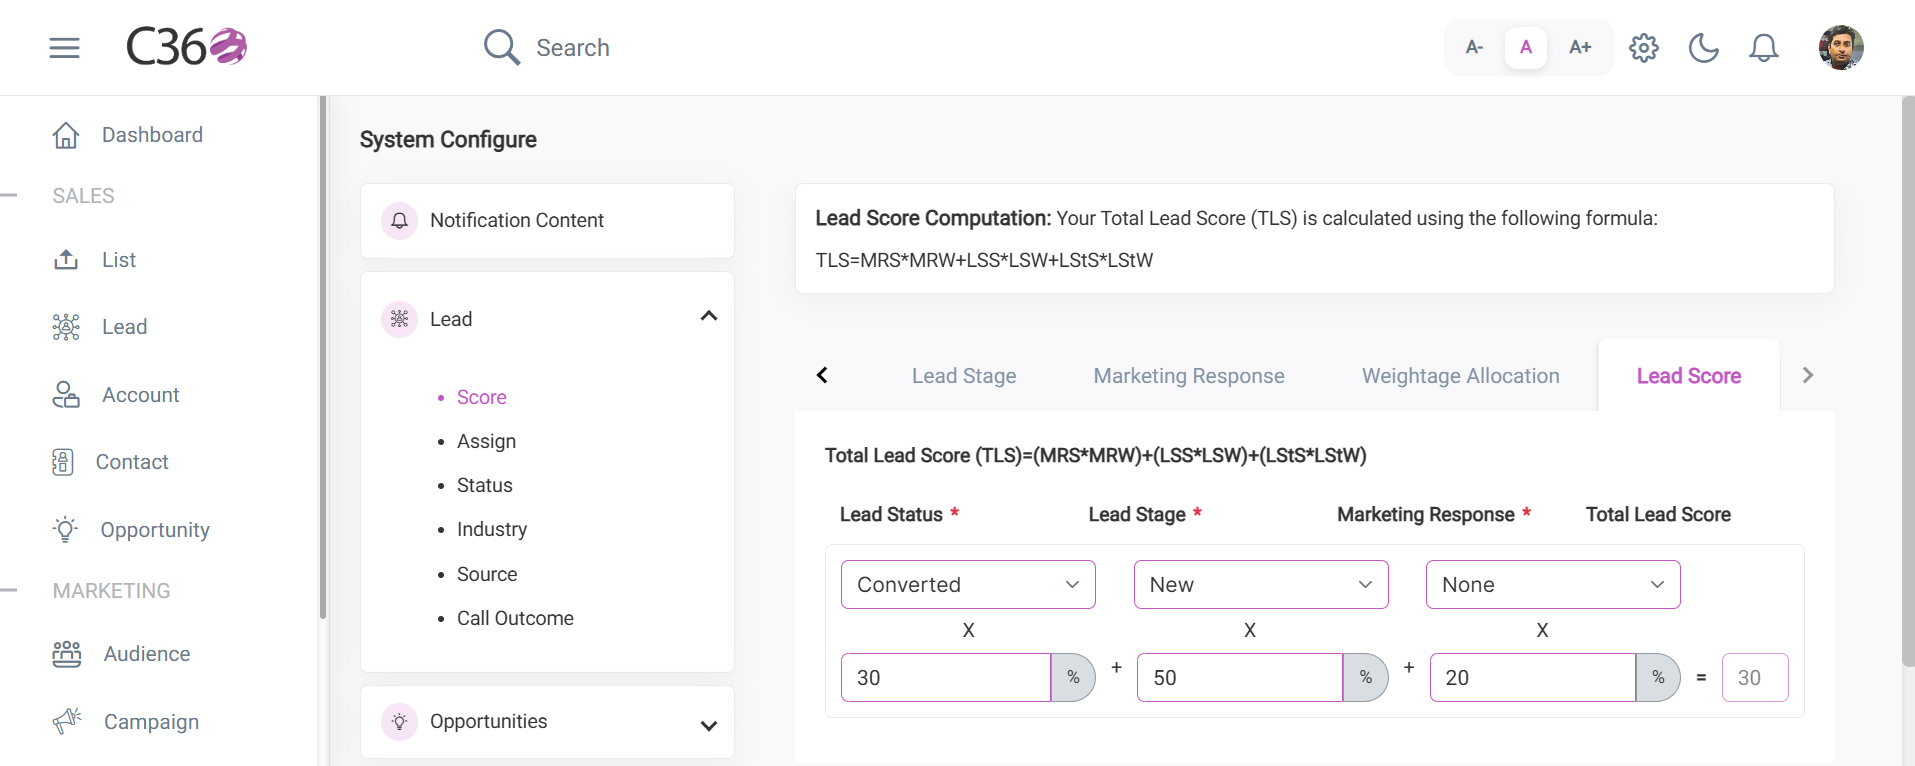 C360
Search
A- A A+
Dashboard
SALES
List
Lead
Account
Contact
Opportunity
MARKETING
Audience
Campaign
System Configure
Notification Content
Lead
Score
Assign
Status
Industry
Source
Call Outcome
Opportunities
Lead Score Computation: Your Total Lead Score (TLS) is calculated using the following formula:
TLS=MRS*MRW+LSS*LSW+LStS*LStW
Lead Stage Marketing Response Weightage Allocation Lead Score
Total Lead Score (TLS)=(MRS*MRW)+(LSS*LSW)+(LStS*LStW)
Lead Status * Lead Stage * Marketing Response * Total Lead Score
Converted New None
X X X
30 % + 50 % + 20 % = 30